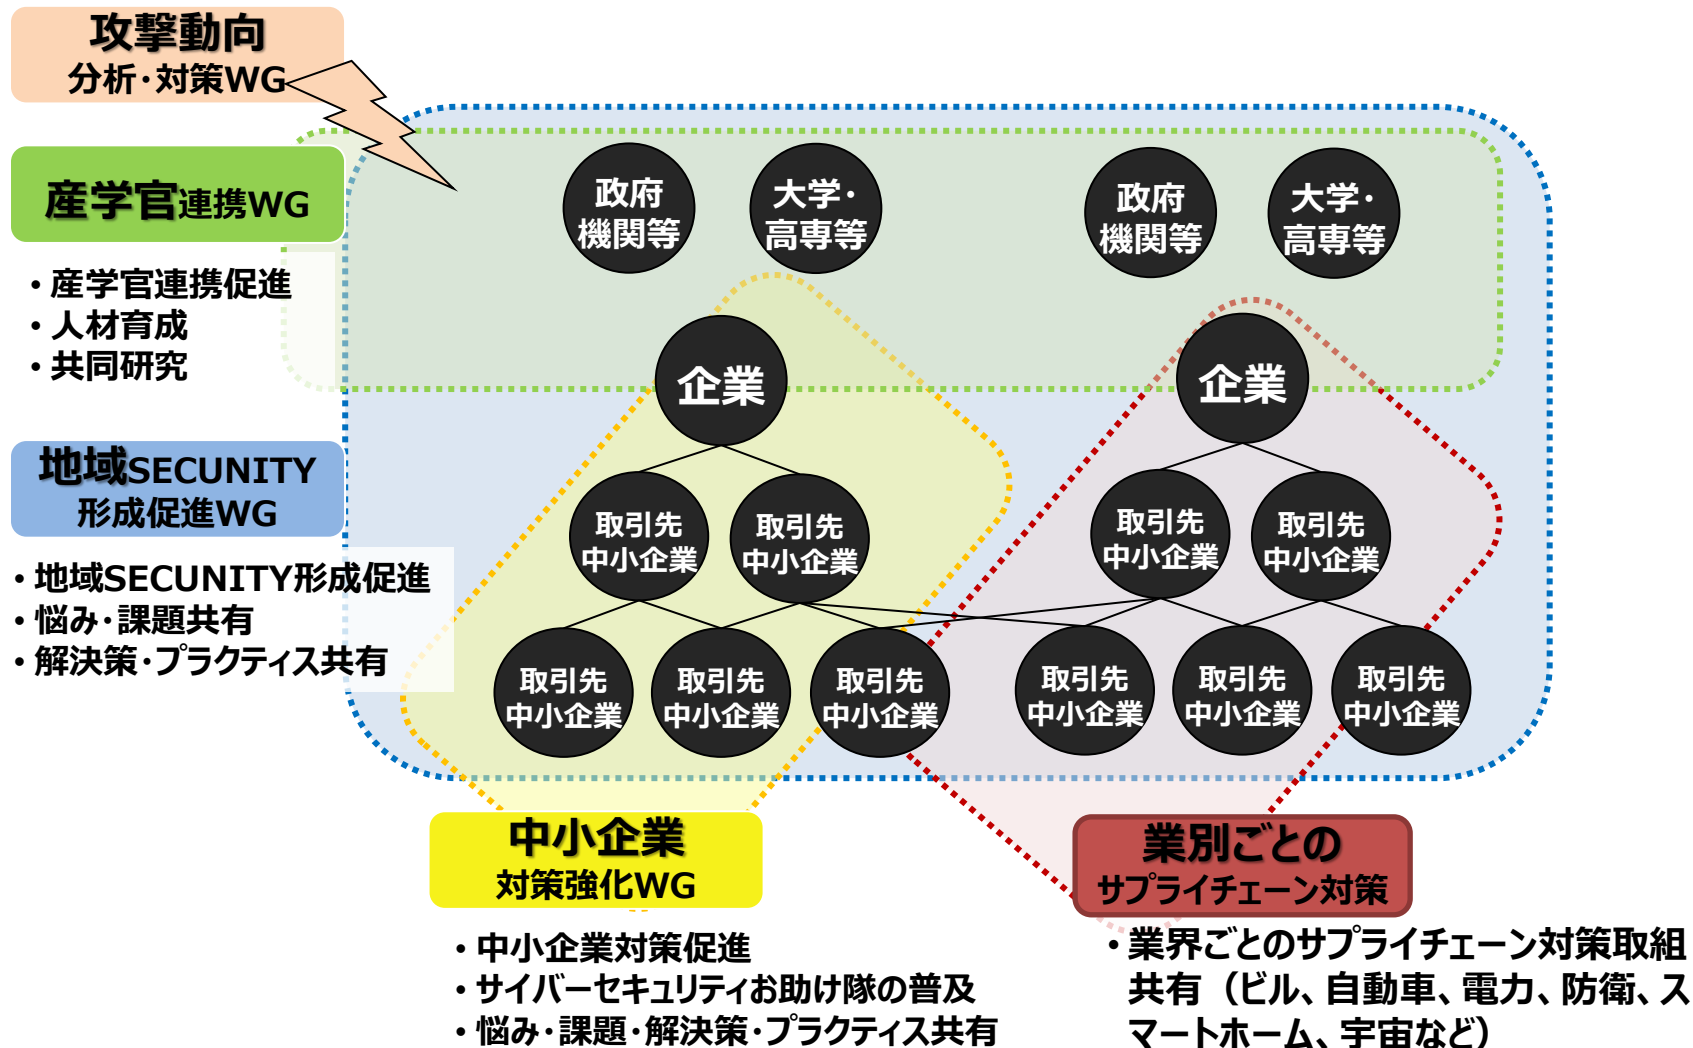 攻撃動向
分析・対策WG
産学官連携WG
・産学官連携促進
・人材育成
・共同研究
地域SECUNITY
形成促進WG
・地域SECUNITY形成促進
・悩み・課題共有
・解決策・プラクティス共有
政府
機関等
大学・
高専等
政府
機関等
大学・
高専等
企業
企業
取引先
中小企業
取引先
中小企業
取引先
中小企業
取引先
中小企業
取引先
中小企業
取引先
中小企業
取引先
中小企業
取引先
中小企業
取引先
中小企業
取引先
中小企業
中小企業
対策強化WG
・中小企業対策促進
・サイバーセキュリティお助け隊の普及
・悩み・課題・解決策・プラクティス共有
業別ごとの
サプライチェーン対策
・業界ごとのサプライチェーン対策取組
共有（ビル、自動車、電力、防衛、ス
マートホーム、宇宙など）